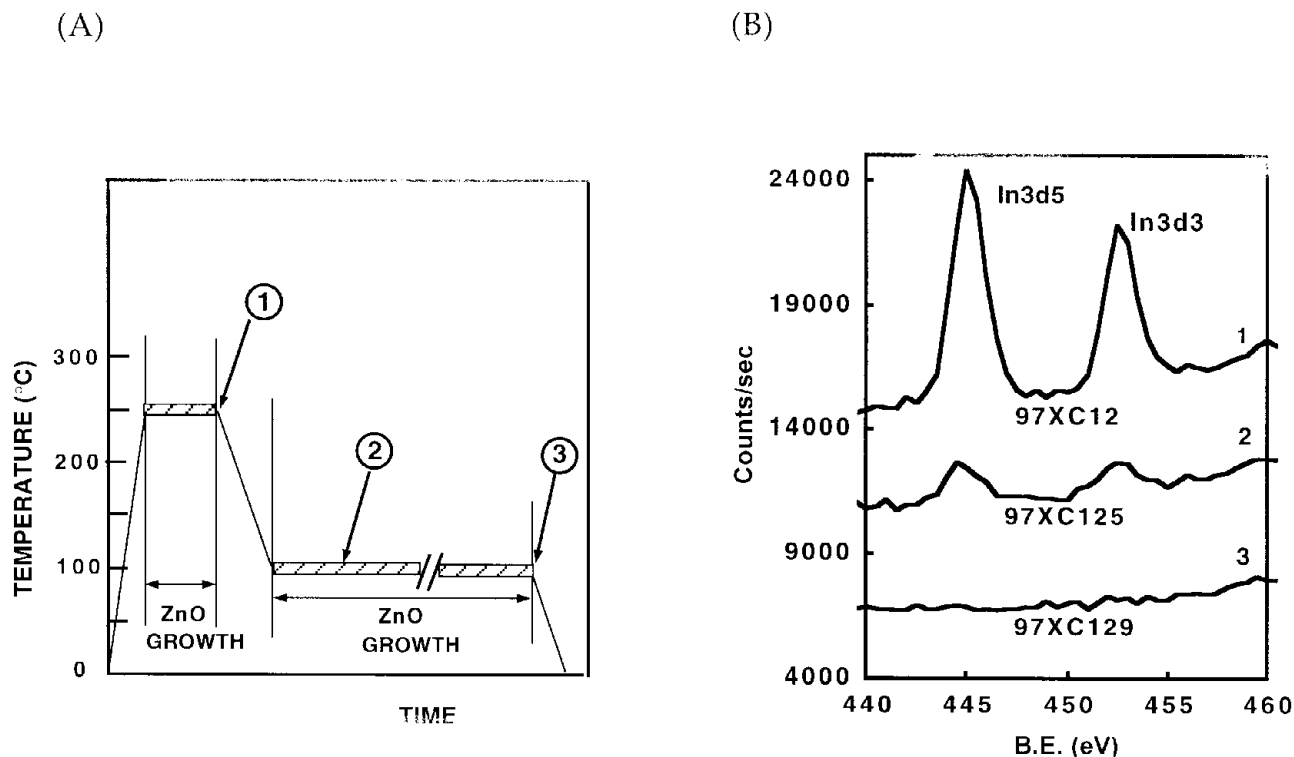 (A)
(B)
TEMPERATURE (°C)
300
200
100
0
1
2
3
ZnO
GROWTH
ZnO
GROWTH
TIME
Counts/sec
24000
19000
14000
9000
4000
In3d5
In3d3
1
97XC12
2
97XC125
3
97XC129
440
445
450
455
460
B.E. (eV)